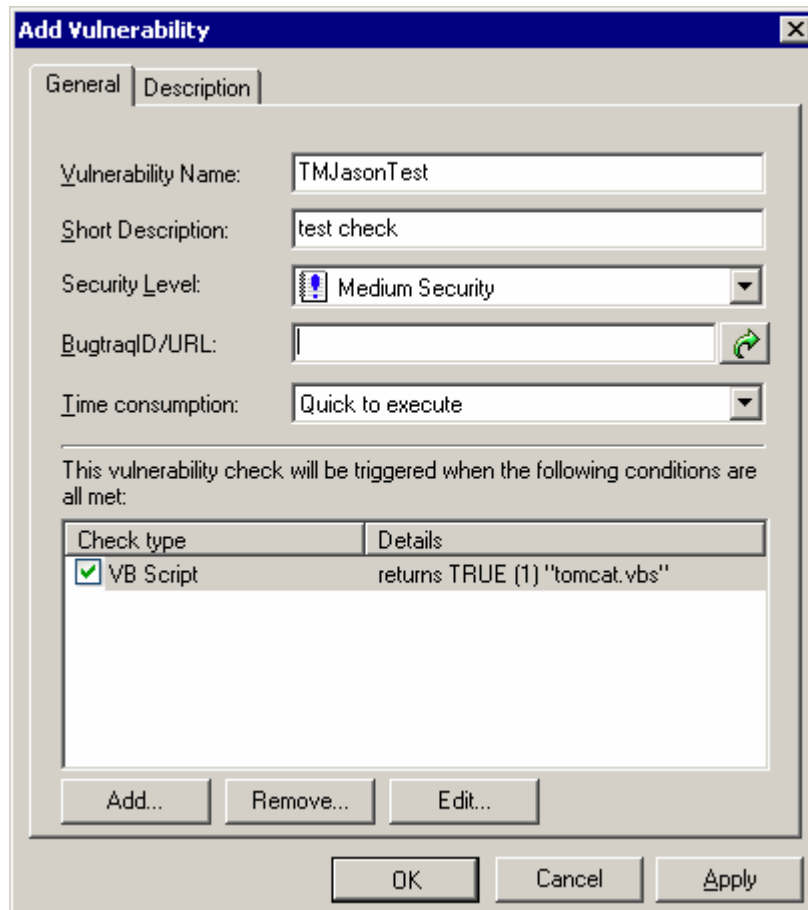 Add Vulnerability
General Description
Vulnerability Name: TMJasonTest
Short Description: test check
Security Level: Medium Security
BugtraqID/URL:
Time consumption: Quick to execute
This vulnerability check will be triggered when the following conditions are
all met:
Check type Details
VB Script returns TRUE (1) "tomcat.vbs"
Add... Remove... Edit...
OK Cancel Apply